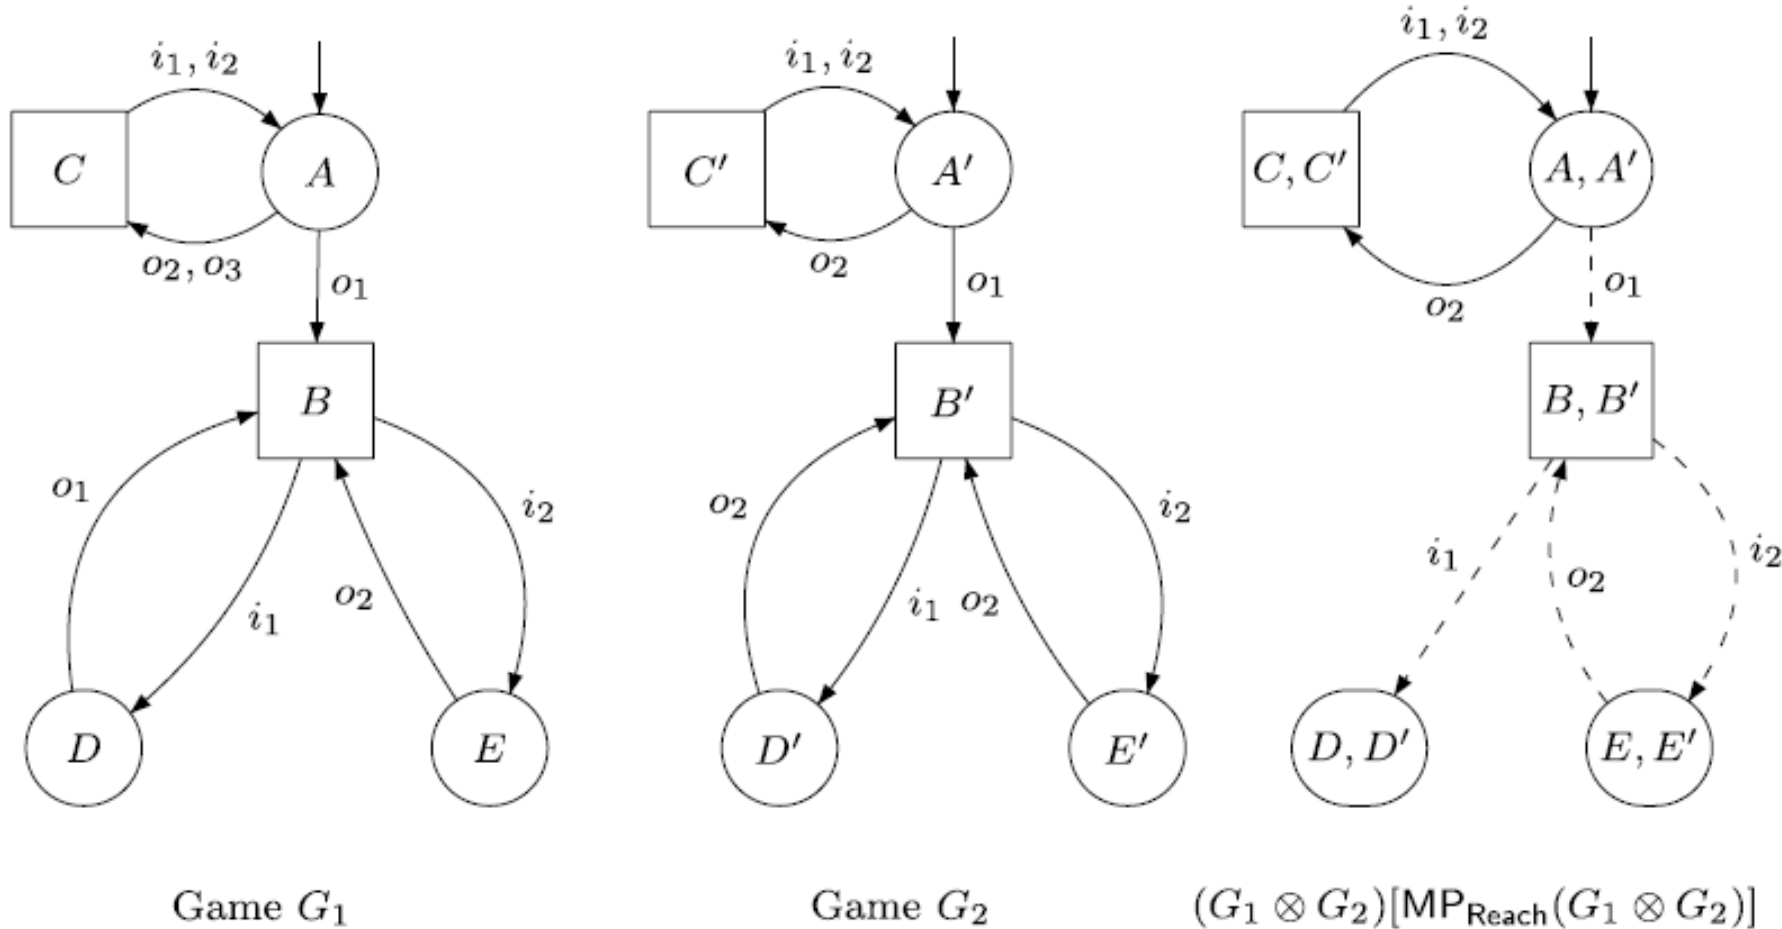 i₁, i₂
C
A
o₂, o₃
o₁
B
o₁
i₂
i₁
o₂
D
E
Game G₁
i₁, i₂
C′
A′
o₂
o₁
B′
o₂
i₂
i₁
o₂
D′
E′
Game G₂
i₁, i₂
C, C′
A, A′
o₂
o₁
B, B′
i₁
o₂
i₂
D, D′
E, E′
(G₁ ⊗ G₂)[MP_Reach(G₁ ⊗ G₂)]